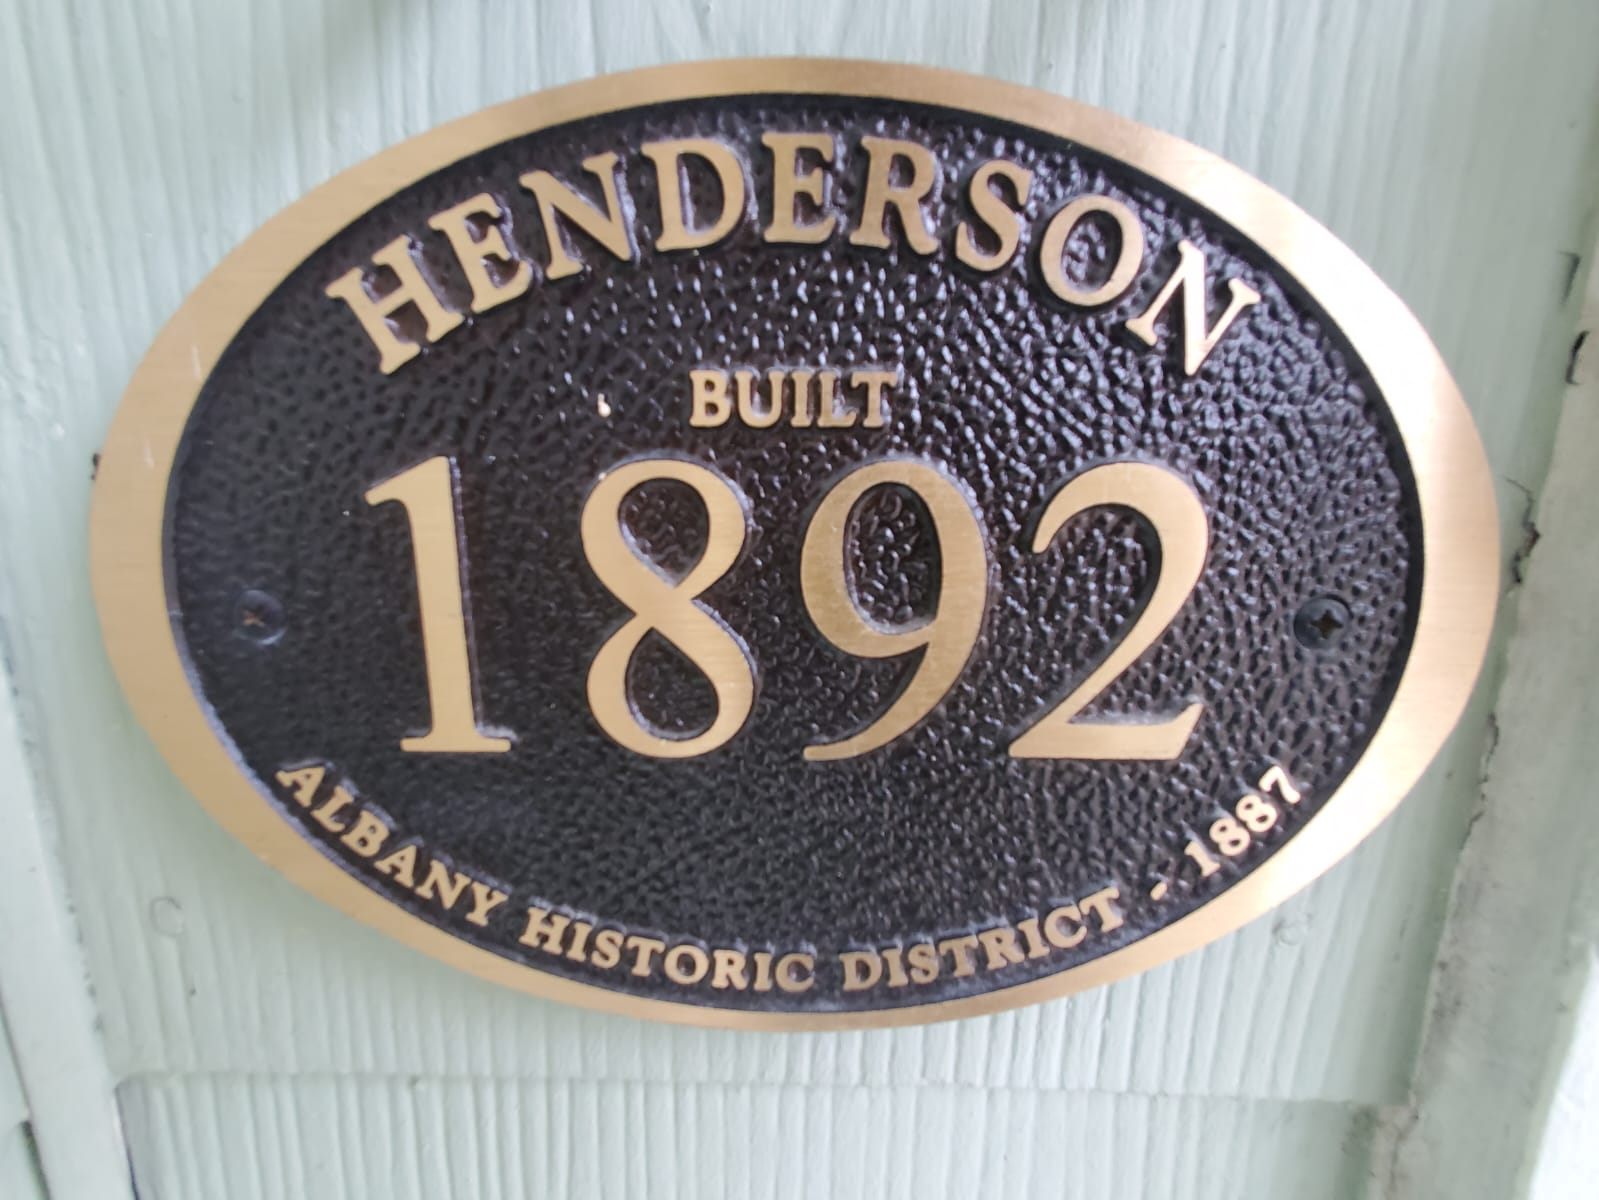 HENDERSON
BUILT
1892
ALBANY HISTORIC DISTRICT - 1887